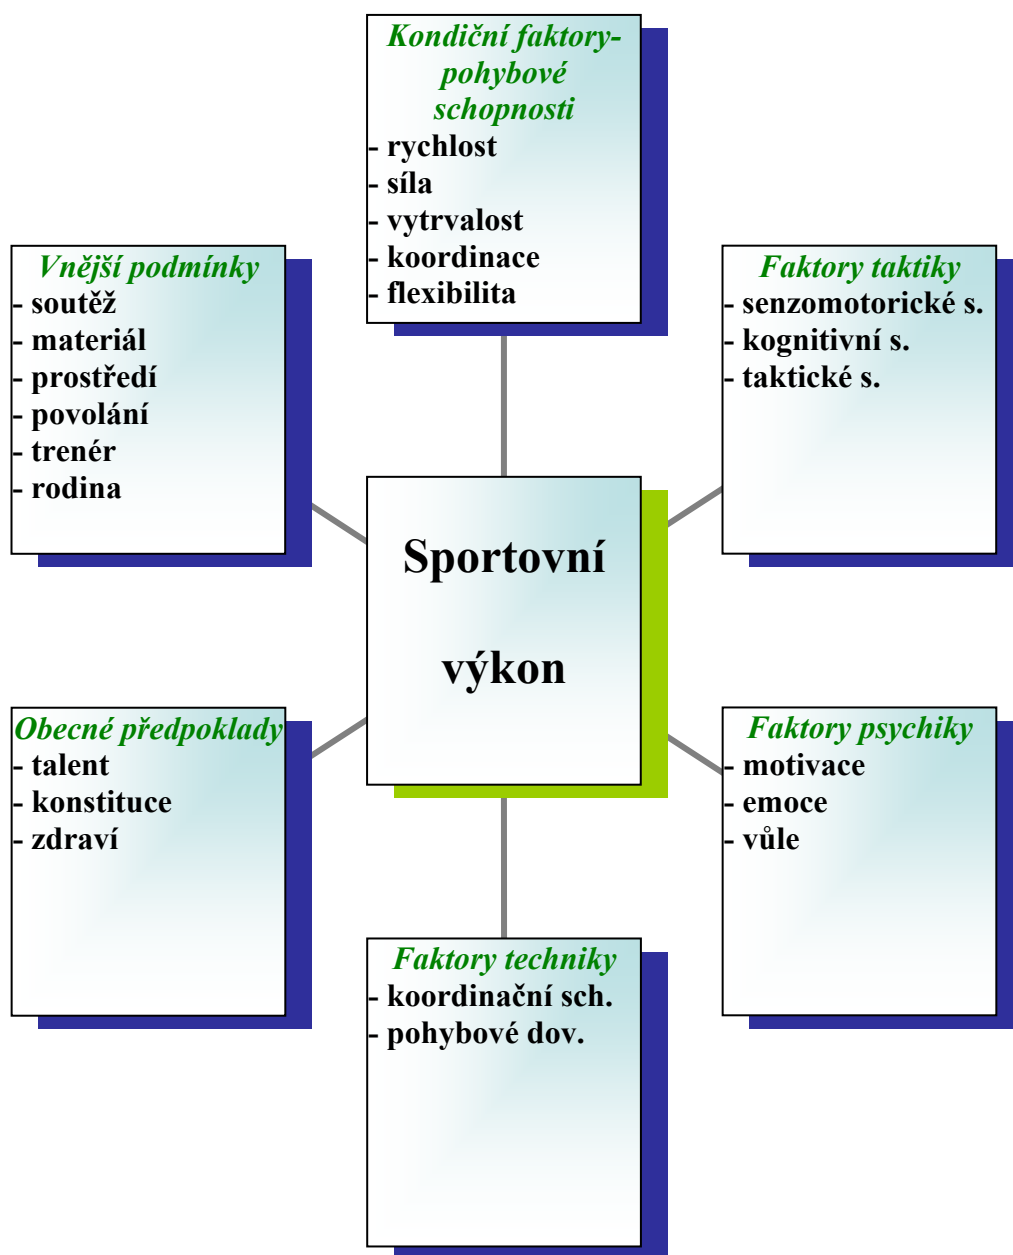 Kondiční faktory-
pohybové
schopnosti
- rychlost
- síla
- vytrvalost
- koordinace
- flexibilita
Vnější podmínky
- soutěž
- materiál
- prostředí
- povolání
- trenér
- rodina
Faktory taktiky
- senzomotorické s.
- kognitivní s.
- taktické s.
Sportovní
výkon
Obecné předpoklady
- talent
- konstituce
- zdraví
Faktory psychiky
- motivace
- emoce
- vůle
Faktory techniky
- koordinační sch.
- pohybové dov.